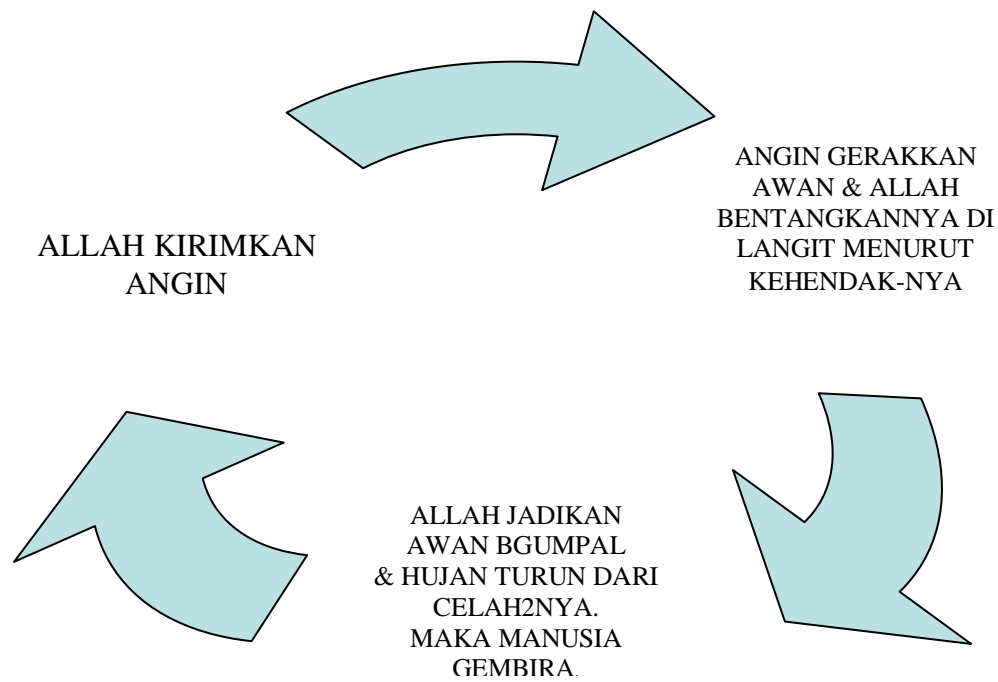 ALLAH KIRIMKAN
ANGIN
ANGIN GERAKKAN
AWAN & ALLAH
BENTANGKANNYA DI
LANGIT MENURUT
KEHENDAK-NYA
ALLAH JADIKAN
AWAN BGUMPAL
& HUJAN TURUN DARI
CELAH2NYA.
MAKA MANUSIA
GEMBIRA.